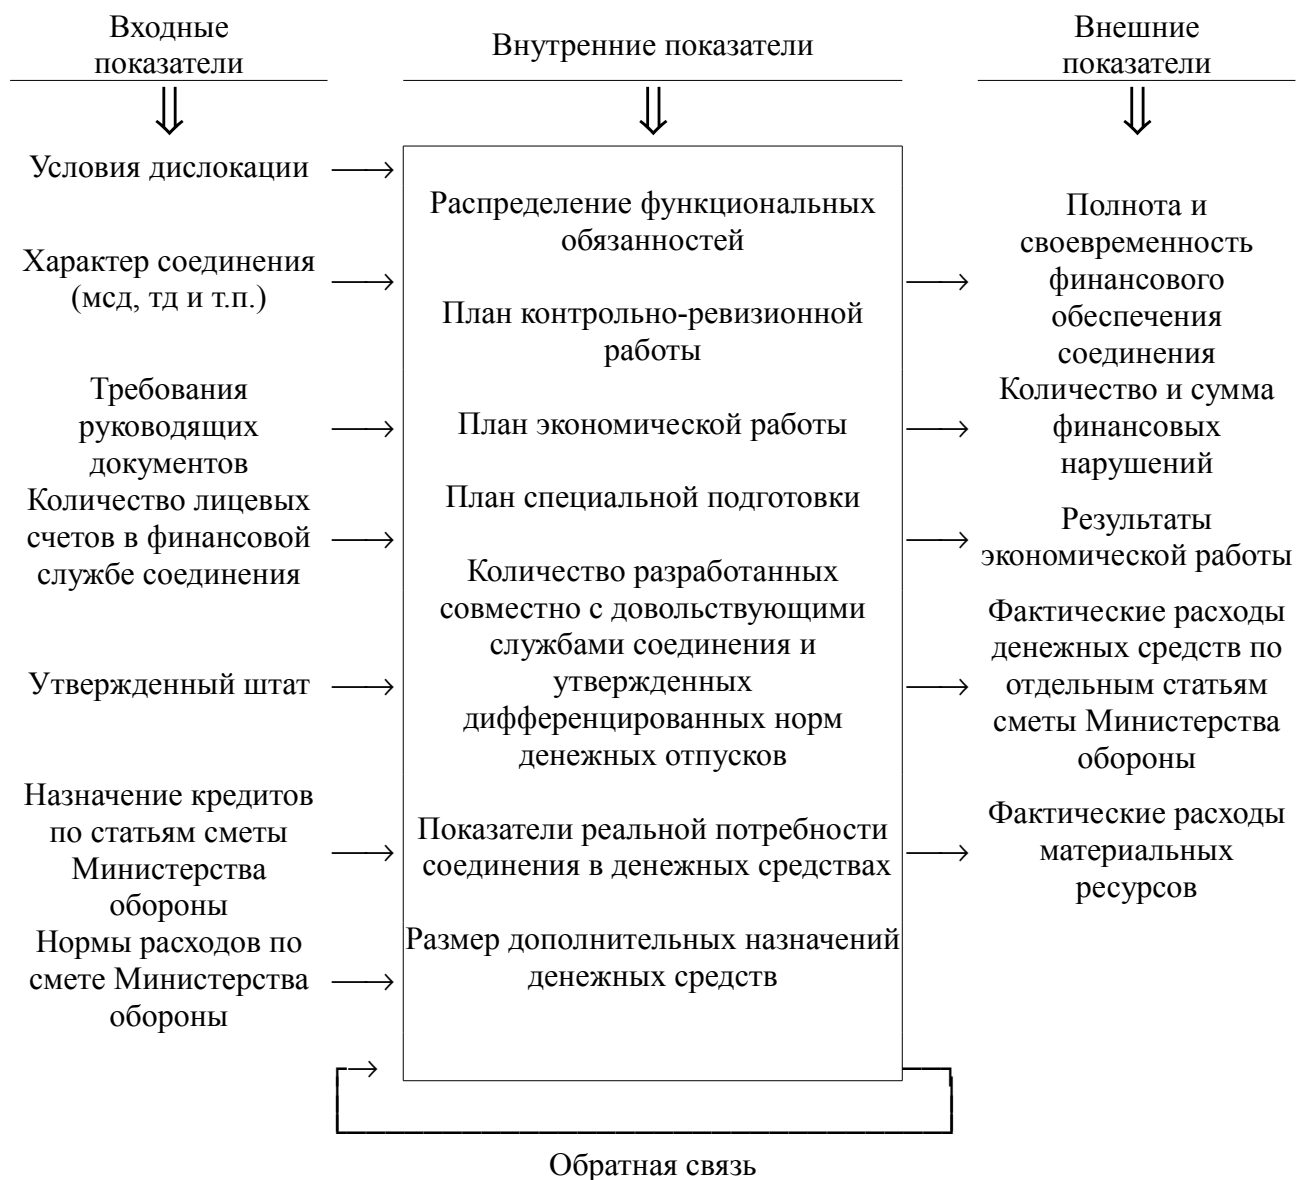 Входные
показатели
Внутренние показатели
Внешние
показатели
Условия дислокации
Характер соединения
(мсд, тд и т.п.)
Требования
руководящих
документов
Количество лицевых
счетов в финансовой
службе соединения
Утвержденный штат
Назначение кредитов
по статьям сметы
Министерства
обороны
Нормы расходов по
смете Министерства
обороны
Распределение функциональных
обязанностей
План контрольно-ревизионной
работы
План экономической работы
План специальной подготовки
Количество разработанных
совместно с довольствующими
службами соединения и
утвержденных
дифференцированных норм
денежных отпусков
Показатели реальной потребности
соединения в денежных средствах
Размер дополнительных назначений
денежных средств
Полнота и
своевременность
финансового
обеспечения
соединения
Количество и сумма
финансовых
нарушений
Результаты
экономической работы
Фактические расходы
денежных средств по
отдельным статьям
сметы Министерства
обороны
Фактические расходы
материальных
ресурсов
Обратная связь